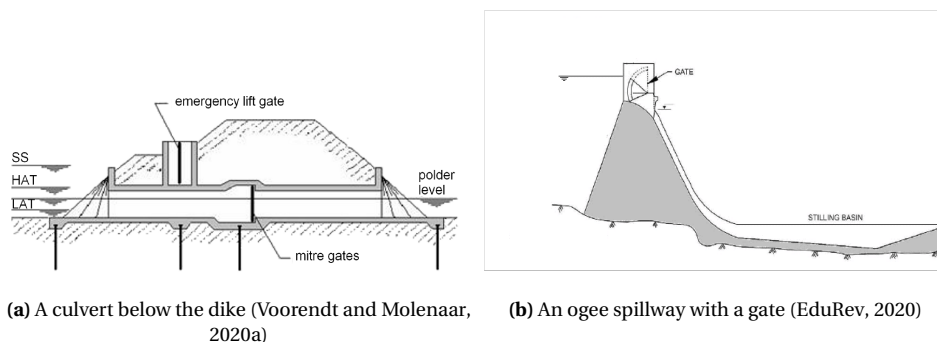 emergency lift gate
SS
HAT
LAT
polder
level
mitre gates
GATE
STILLING BASIN
(a) A culvert below the dike (Voorendt and Molenaar,
2020a)
(b) An ogee spillway with a gate (EduRev, 2020)